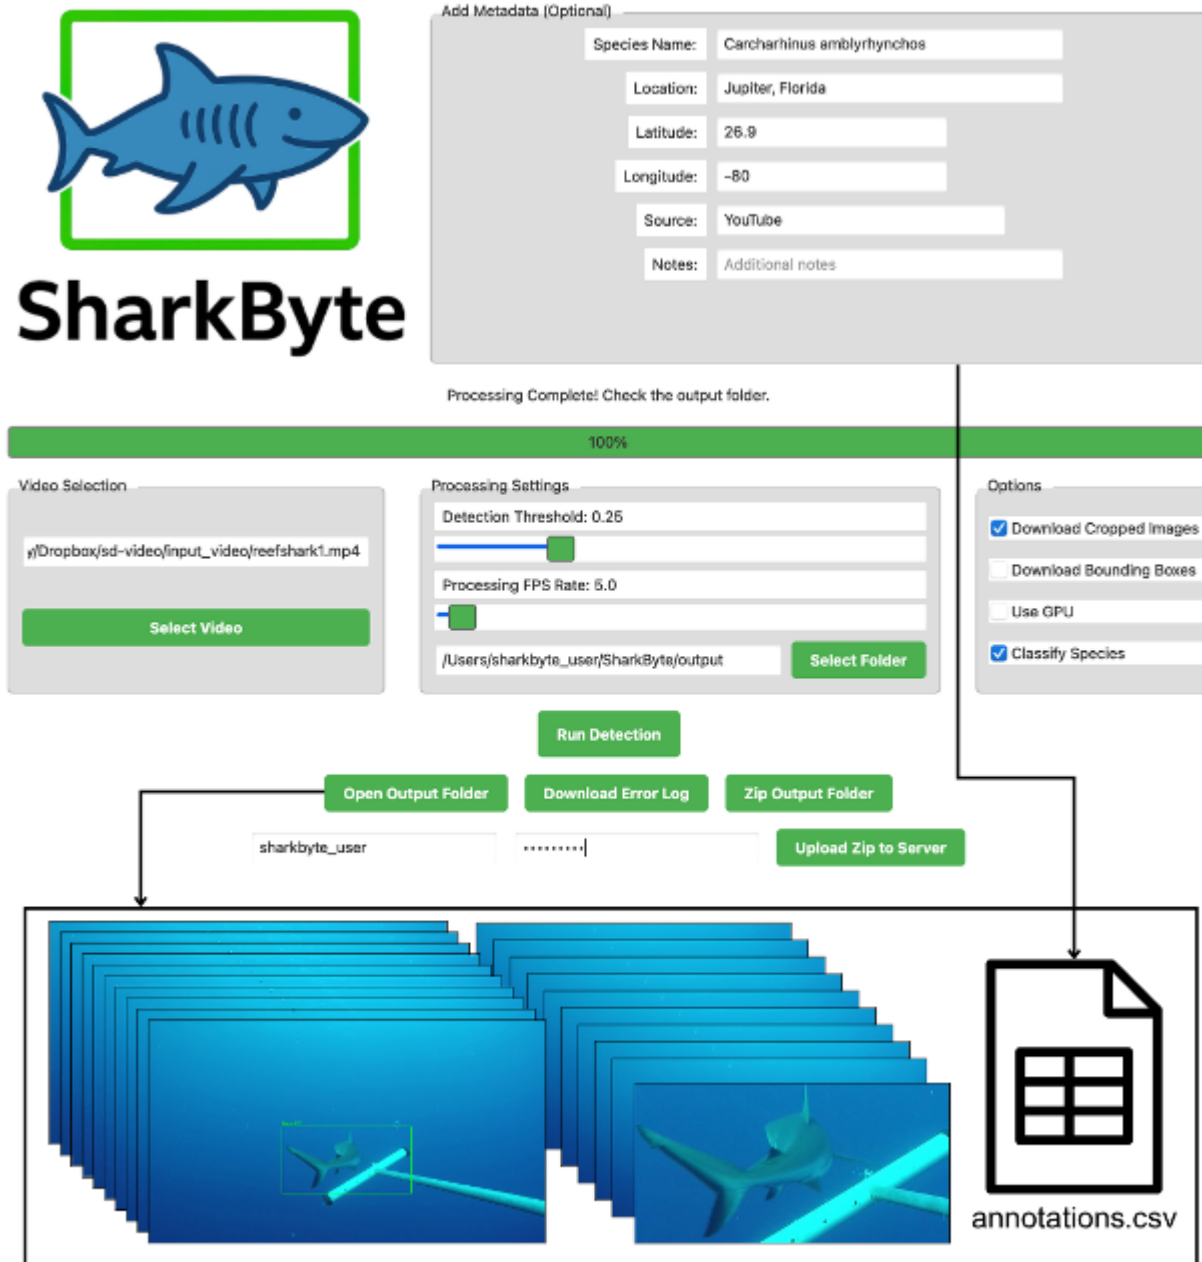 SharkByte
Add Metadata (Optional)
Species Name: Carcharhinus amblyrhynchos
Location: Jupiter, Florida
Latitude: 26.9
Longitude: -80
Source: YouTube
Notes: Additional notes
Processing Complete! Check the output folder.
100%
Video Selection
y/Dropbox/sd-video/input_video/reefshark1.mp4
Select Video
Processing Settings
Detection Threshold: 0.25
Processing FPS Rate: 5.0
/Users/sharkbyte_user/SharkByte/output
Select Folder
Options
Download Cropped Images
Download Bounding Boxes
Use GPU
Classify Species
Run Detection
Open Output Folder
Download Error Log
Zip Output Folder
sharkbyte_user
Upload Zip to Server
annotations.csv